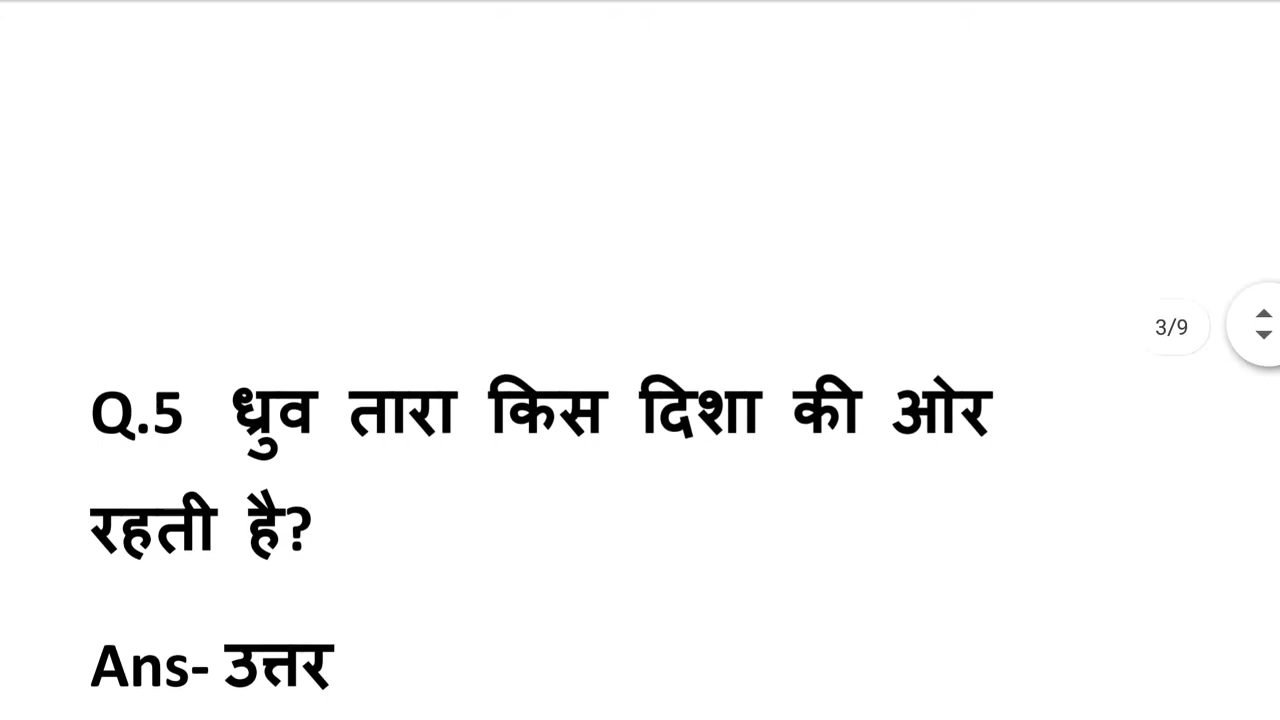 3/9
Q.5 ध्रुव तारा किस दिशा की ओर
रहती है?
Ans- उत्तर